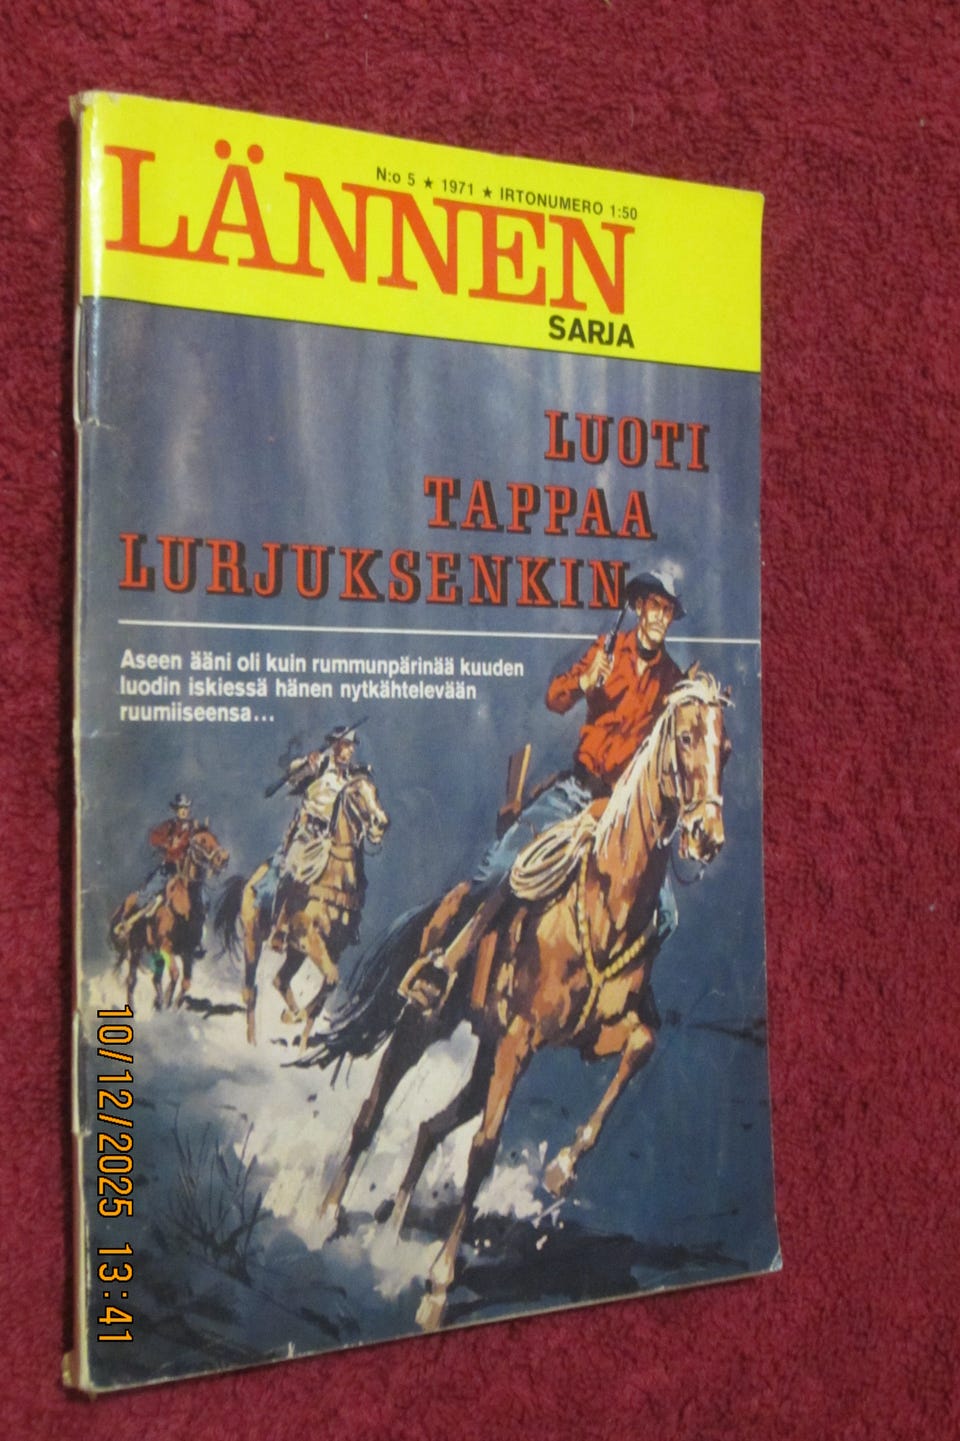 N:o 5 ★ 1971 ★ IRTONUMERO 1:50
LÄNNEN
SARJA
LUOTI
TAPPAA
LURJUKSENKIN
Aseen ääni oli kuin rummunpärinää kuuden
luodin iskiessä hänen nytkähtelevään
ruumiiseensa...
10/12/2025 13:41